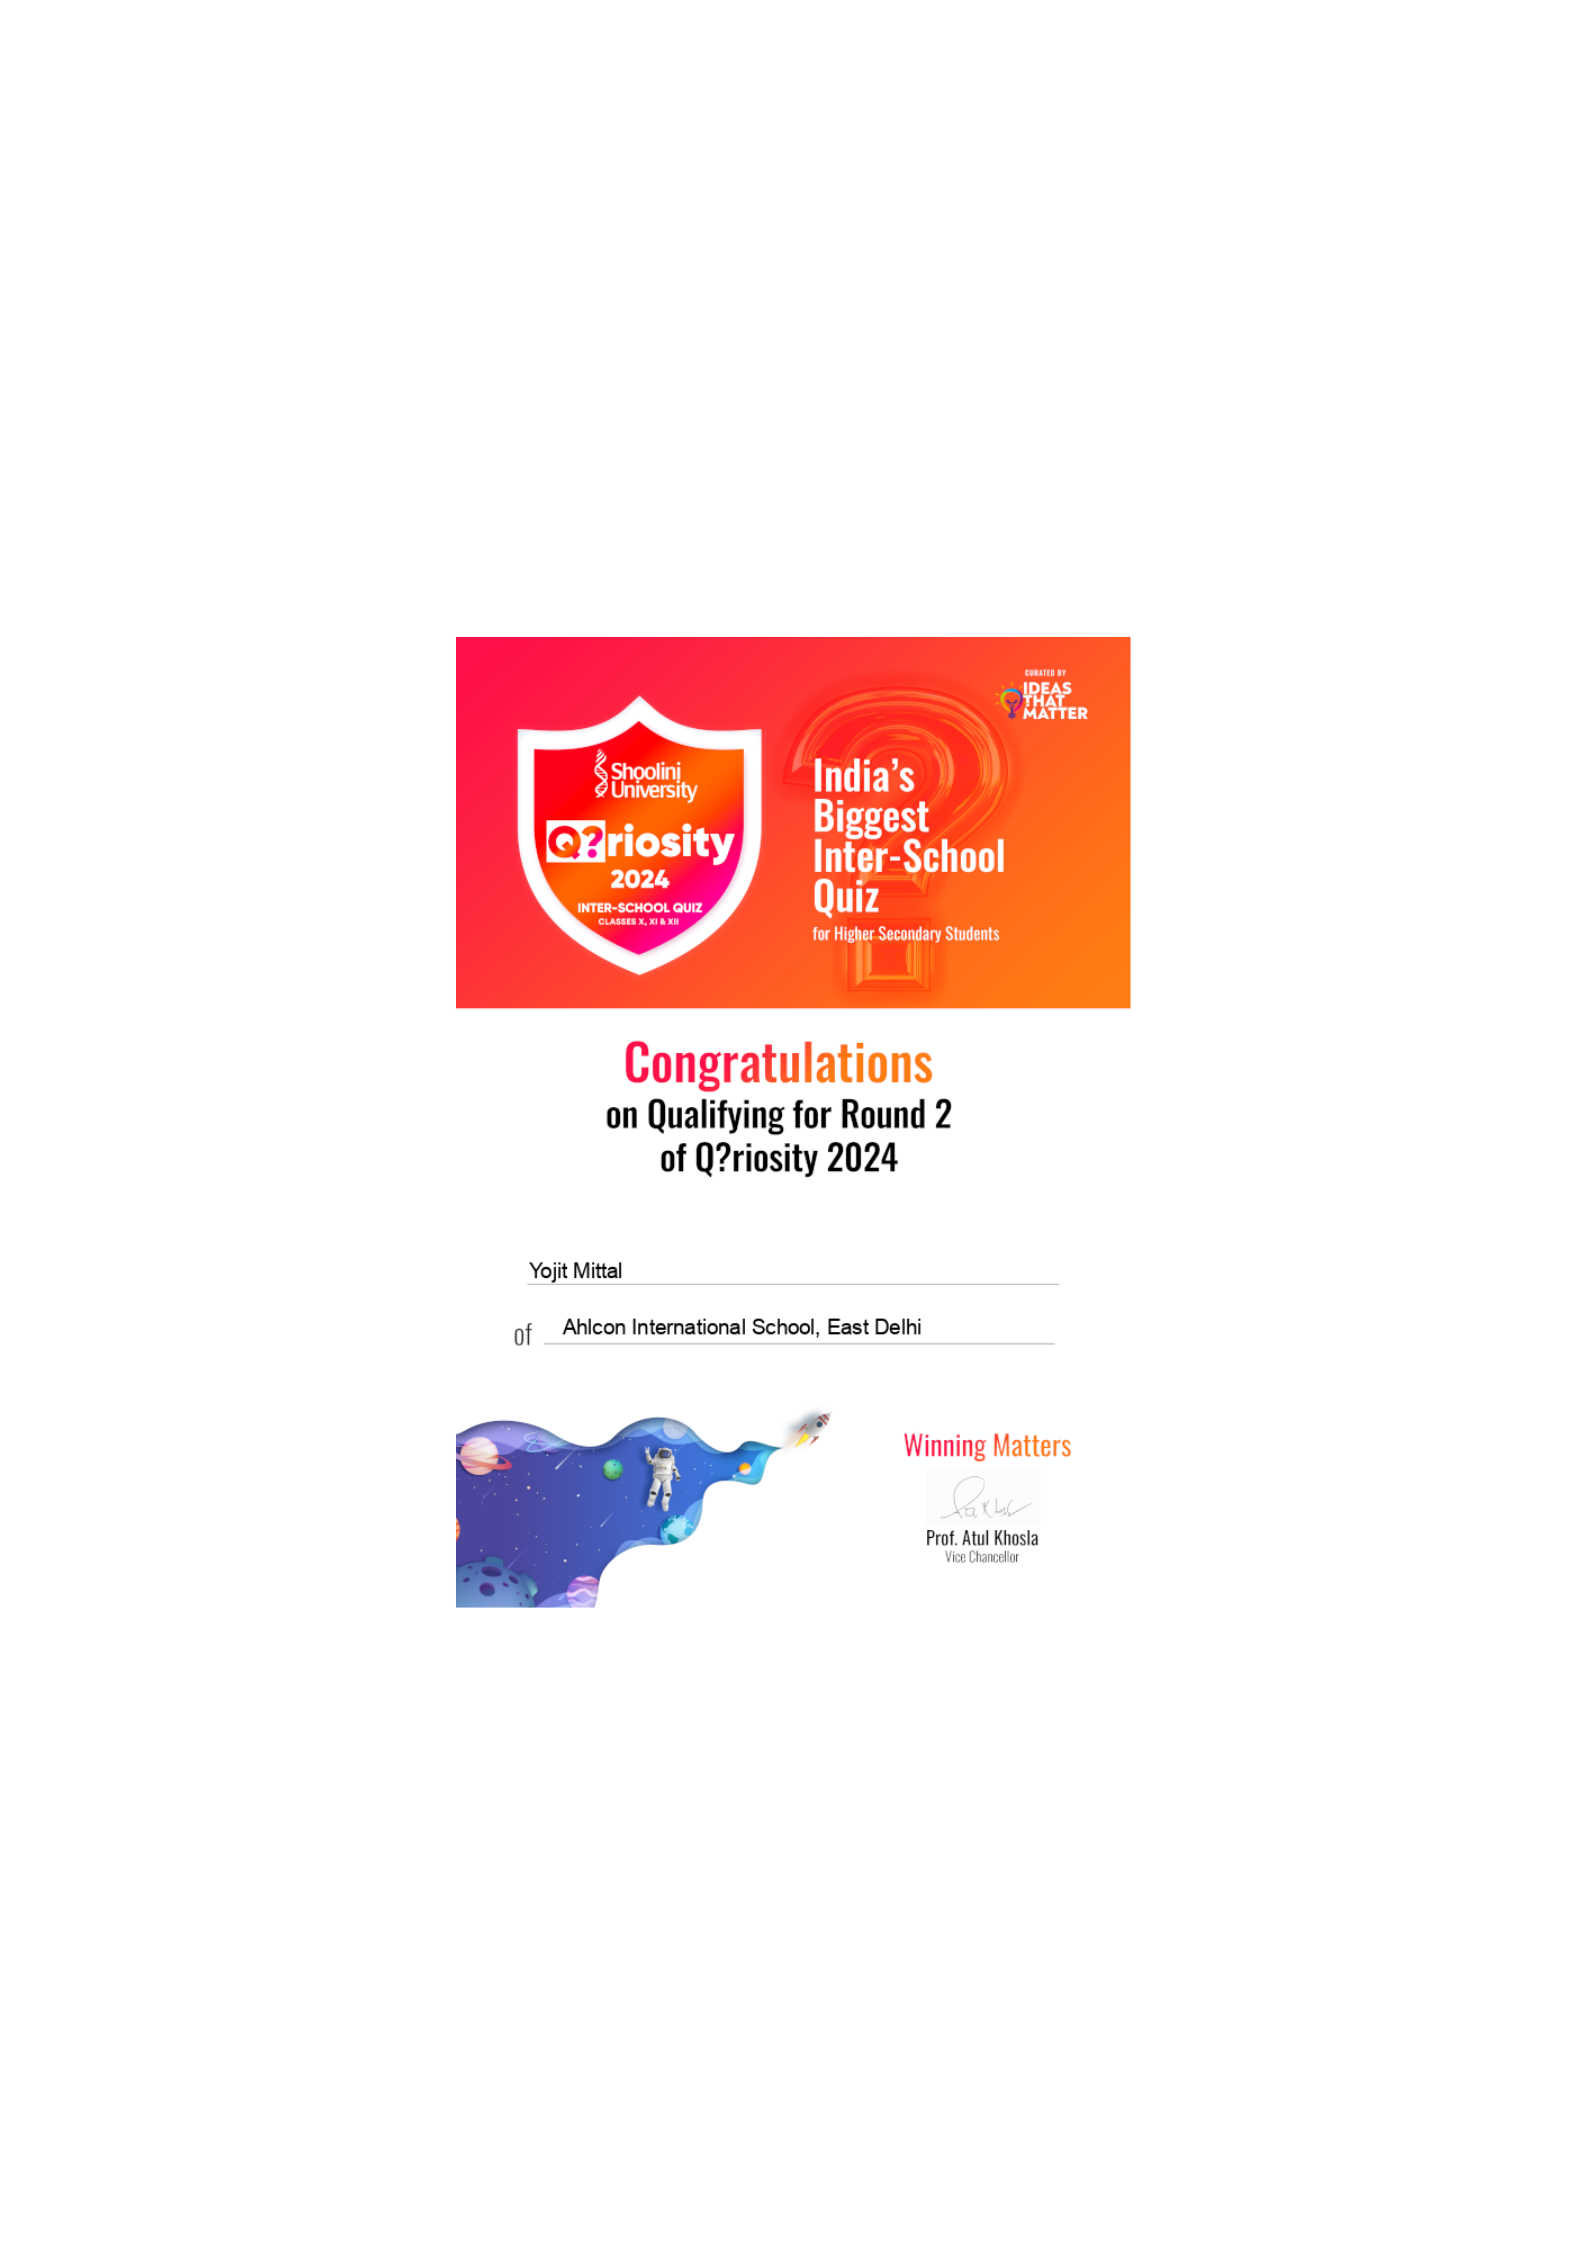 CURATED BY
IDEAS
THAT
MATTER
Shoolini
University
Q?riosity
2024
INTER-SCHOOL QUIZ
CLASSES X, XI & XII
India's
Biggest
Inter-School
Quiz
for Higher Secondary Students
Congratulations
on Qualifying for Round 2
of Q?riosity 2024
Yojit Mittal
of Ahlcon International School, East Delhi
Winning Matters
Prof. Atul Khosla
Vice Chancellor